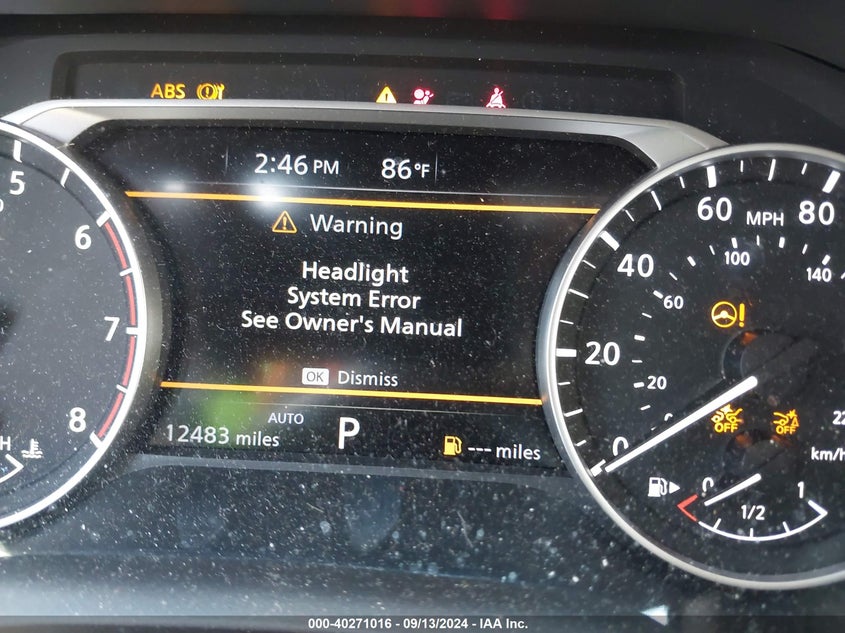 ABS
2:46 PM 86°F
Warning
Headlight
System Error
See Owner's Manual
OK Dismiss
AUTO
12483 miles P --- miles
5
6
7
8
H
0
20
40
60
MPH
80
20
60
100
140
22
km/h
OFF
OFF
0
1/2
1
000-40271016 - 09/13/2024 - IAA Inc.